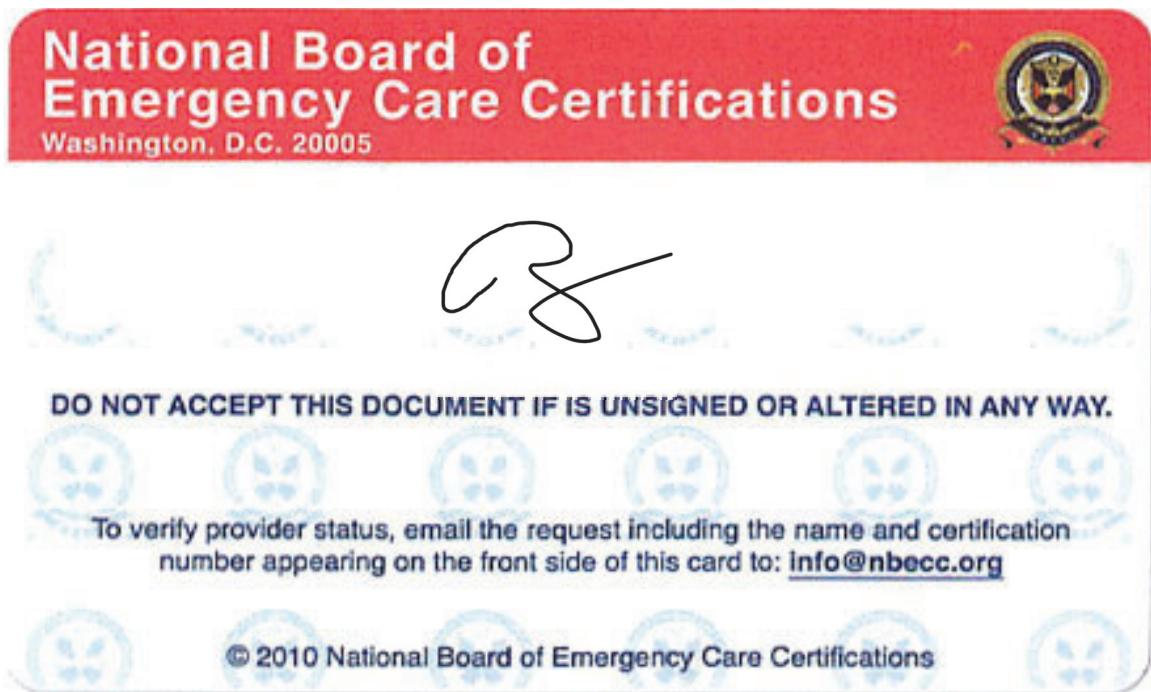 National Board of
Emergency Care Certifications
Washington, D.C. 20005
DO NOT ACCEPT THIS DOCUMENT IF IS UNSIGNED OR ALTERED IN ANY WAY.
To verify provider status, email the request including the name and certification
number appearing on the front side of this card to: info@nbecc.org
© 2010 National Board of Emergency Care Certifications